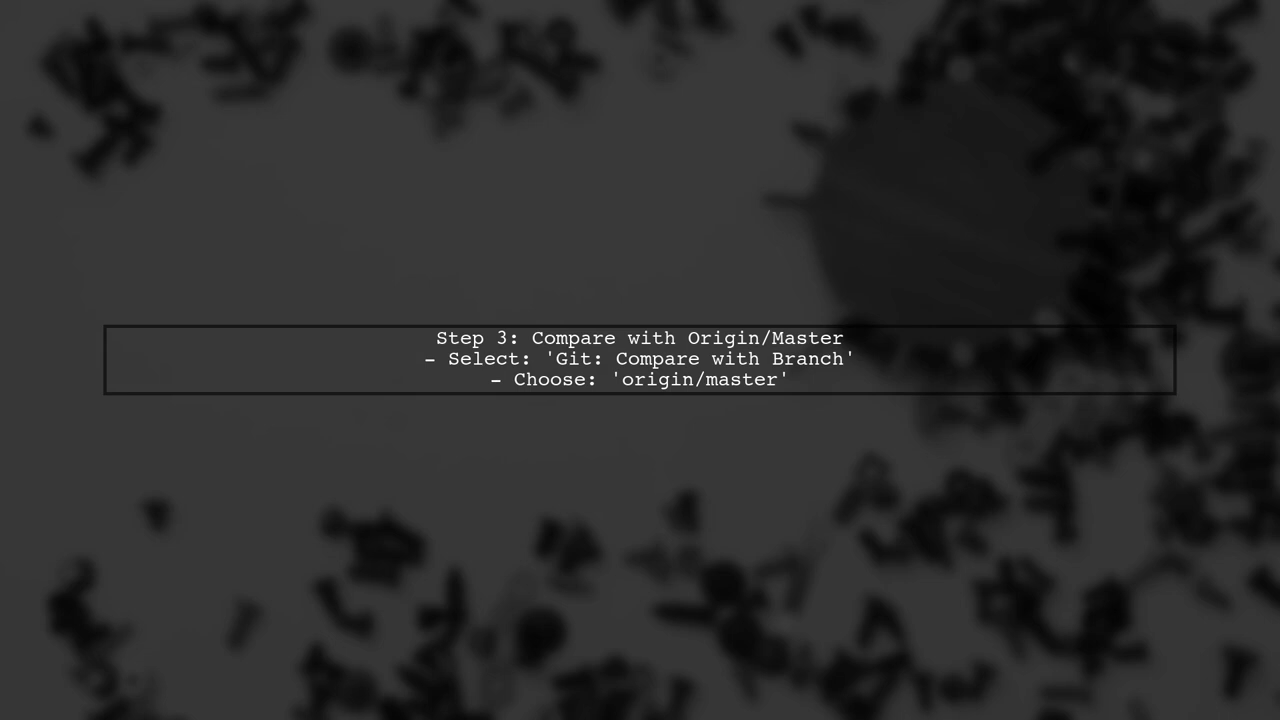 Step 3: Compare with Origin/Master
- Select: 'Git: Compare with Branch'
- Choose: 'origin/master'